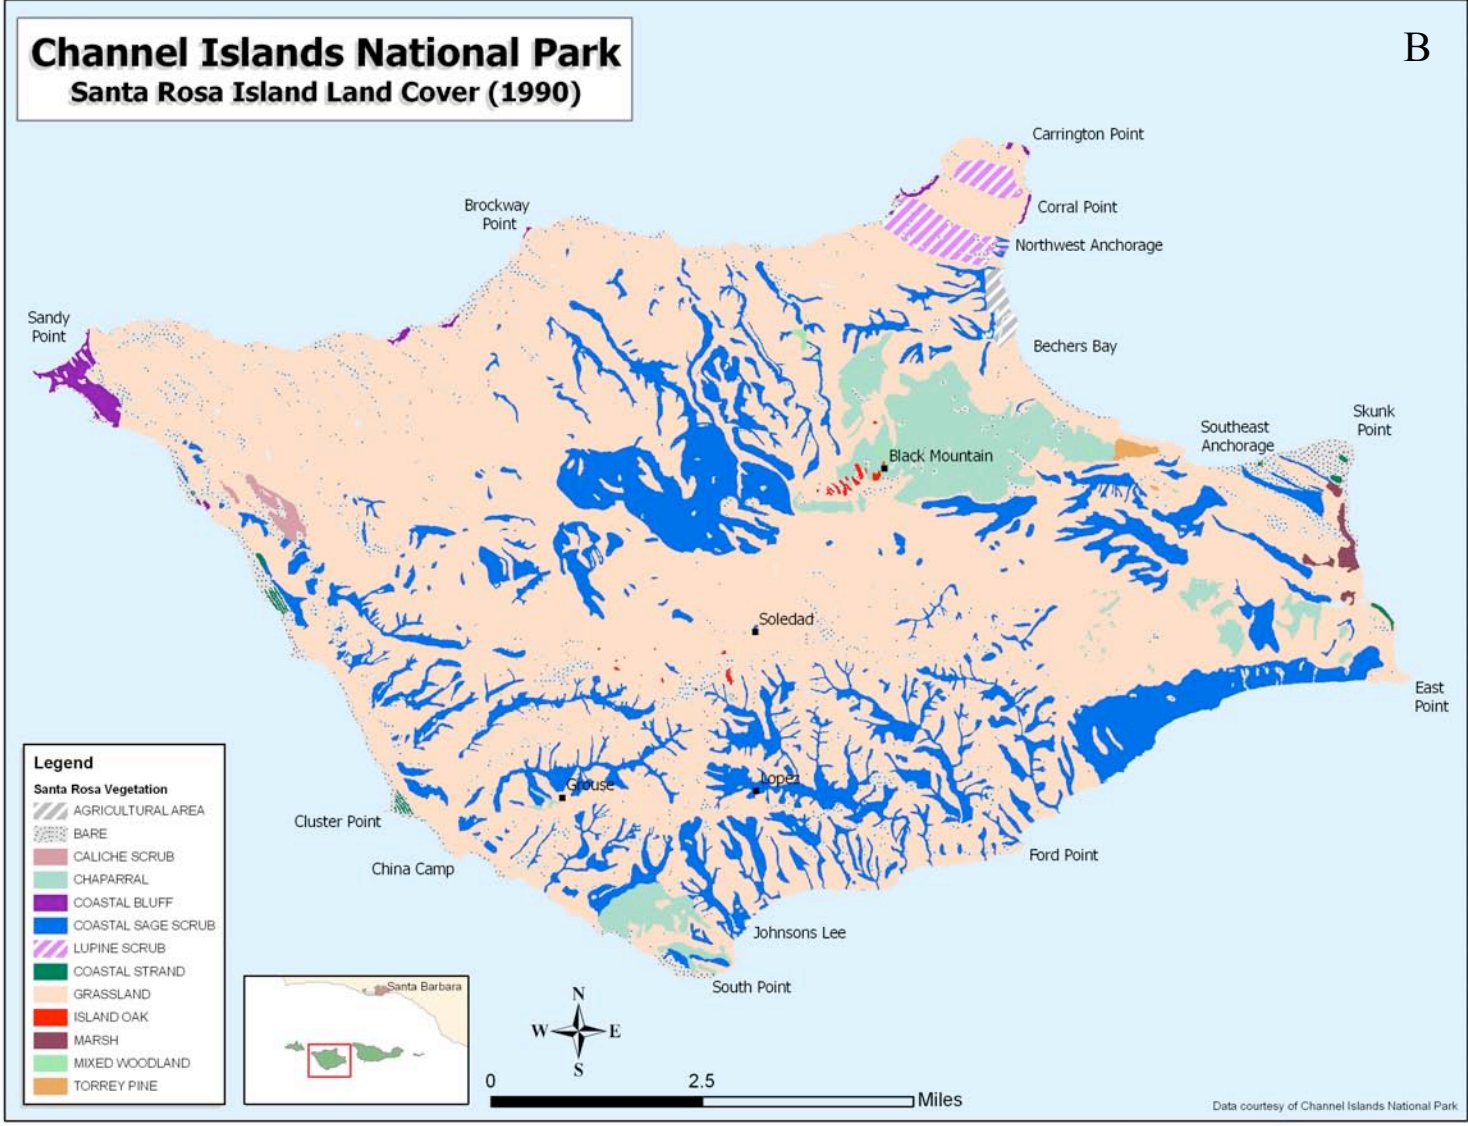 B
Channel Islands National Park
Santa Rosa Island Land Cover (1990)
Carrington Point
Brockway
Point
Corral Point
Northwest Anchorage
Sandy
Point
Bechers Bay
Skunk
Point
Southeast
Anchorage
Black Mountain
Soledad
East
Point
Grouse
Lopez
Cluster Point
China Camp
Ford Point
Johnsons Lee
South Point
Legend
Santa Rosa Vegetation
AGRICULTURAL AREA
BARE
CALICHE SCRUB
CHAPARRAL
COASTAL BLUFF
COASTAL SAGE SCRUB
LUPINE SCRUB
COASTAL STRAND
GRASSLAND
ISLAND OAK
MARSH
MIXED WOODLAND
TORREY PINE
Santa Barbara
N
W E
S
0 2.5
Miles
Data courtesy of Channel Islands National Park